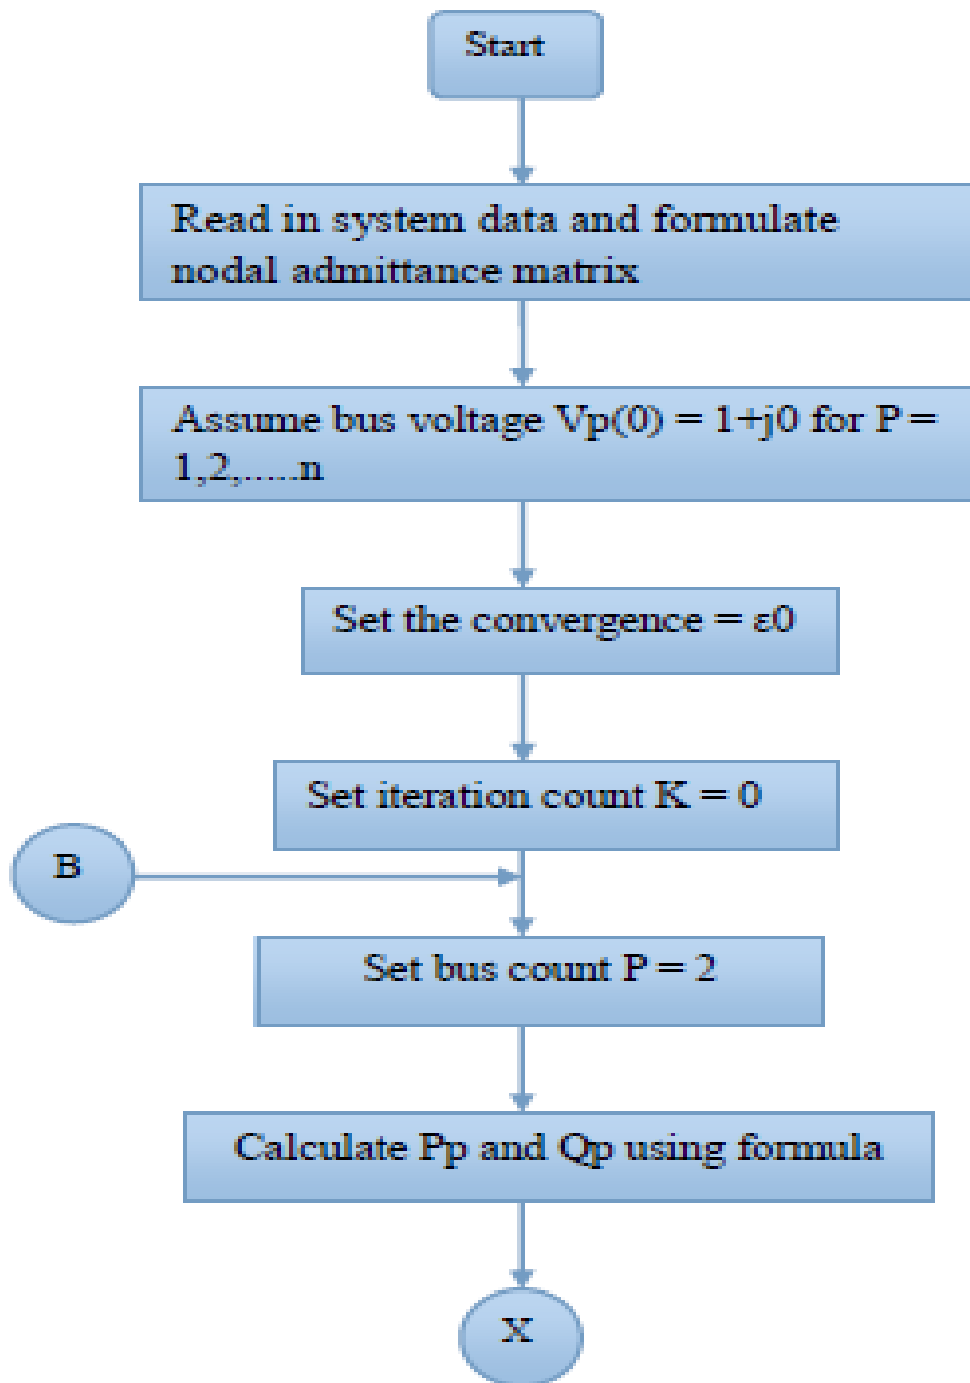 Start
Read in system data and formulate
nodal admittance matrix
Assume bus voltage Vp(0) = 1+j0 for P =
1,2,.....n
Set the convergence = ε0
Set iteration count K = 0
B
Set bus count P = 2
Calculate Pp and Qp using formula
X